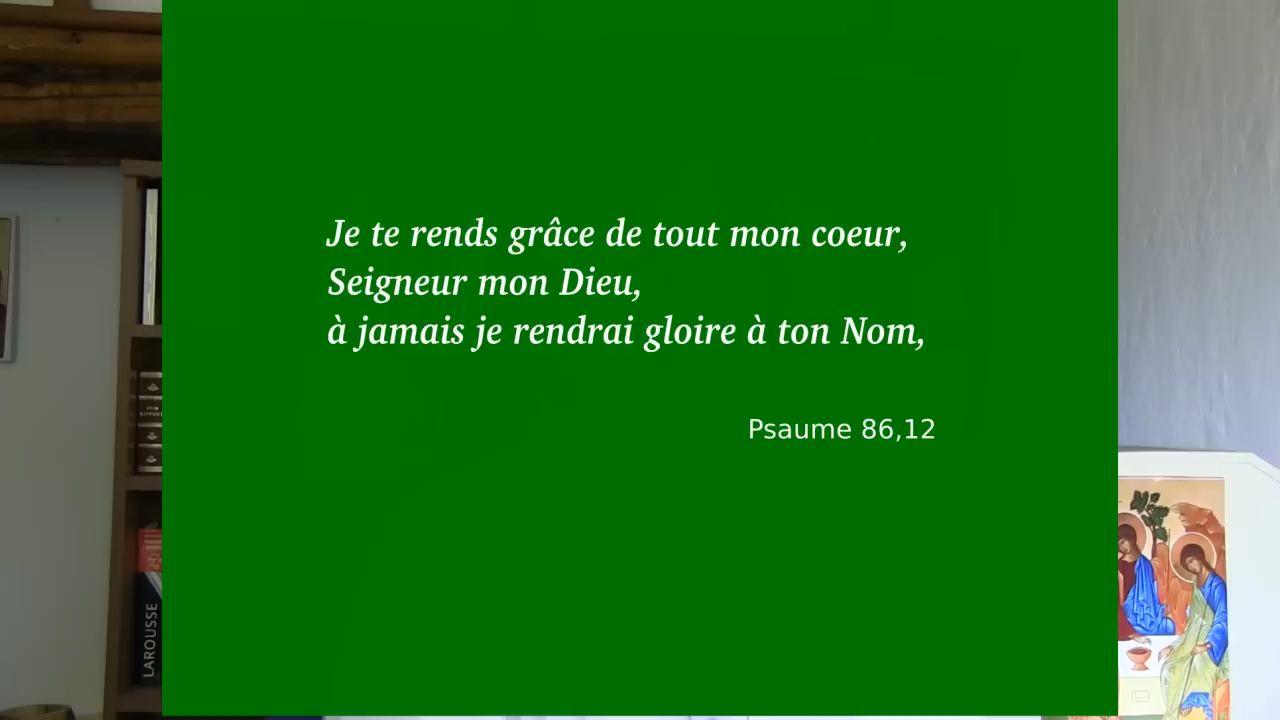 Je te rends grâce de tout mon coeur,
Seigneur mon Dieu,
à jamais je rendrai gloire à ton Nom,
Psaume 86,12
LAROUSSE